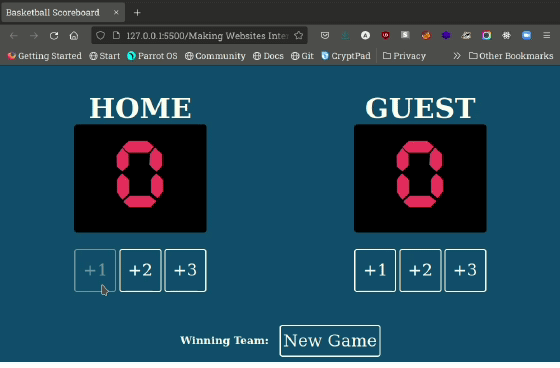 Basketball Scoreboard
127.0.0.1:5500/Making Websites Inter
Getting Started Start Parrot OS Community Docs Git CryptPad Privacy Other Bookmarks
HOME GUEST
0 0
+1 +2 +3 +1 +2 +3
Winning Team: New Game